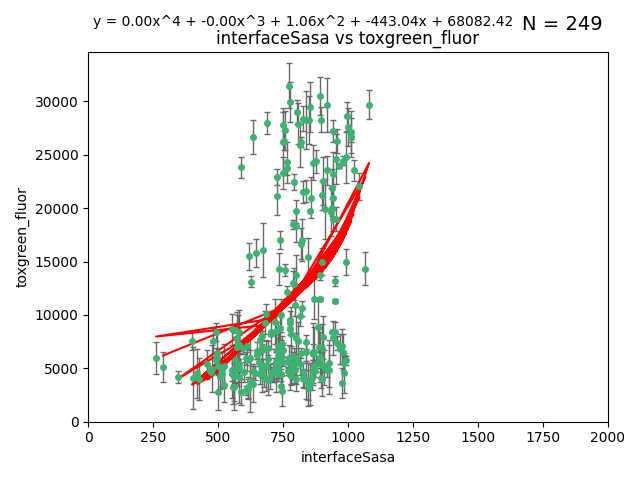 y = 0.00x^4 + -0.00x^3 + 1.06x^2 + -443.04x + 68082.42 N = 249
interfaceSasa vs toxgreen_fluor
30000
25000
20000
15000
10000
5000
0
toxgreen_fluor
0 250 500 750 1000 1250 1500 1750 2000
interfaceSasa